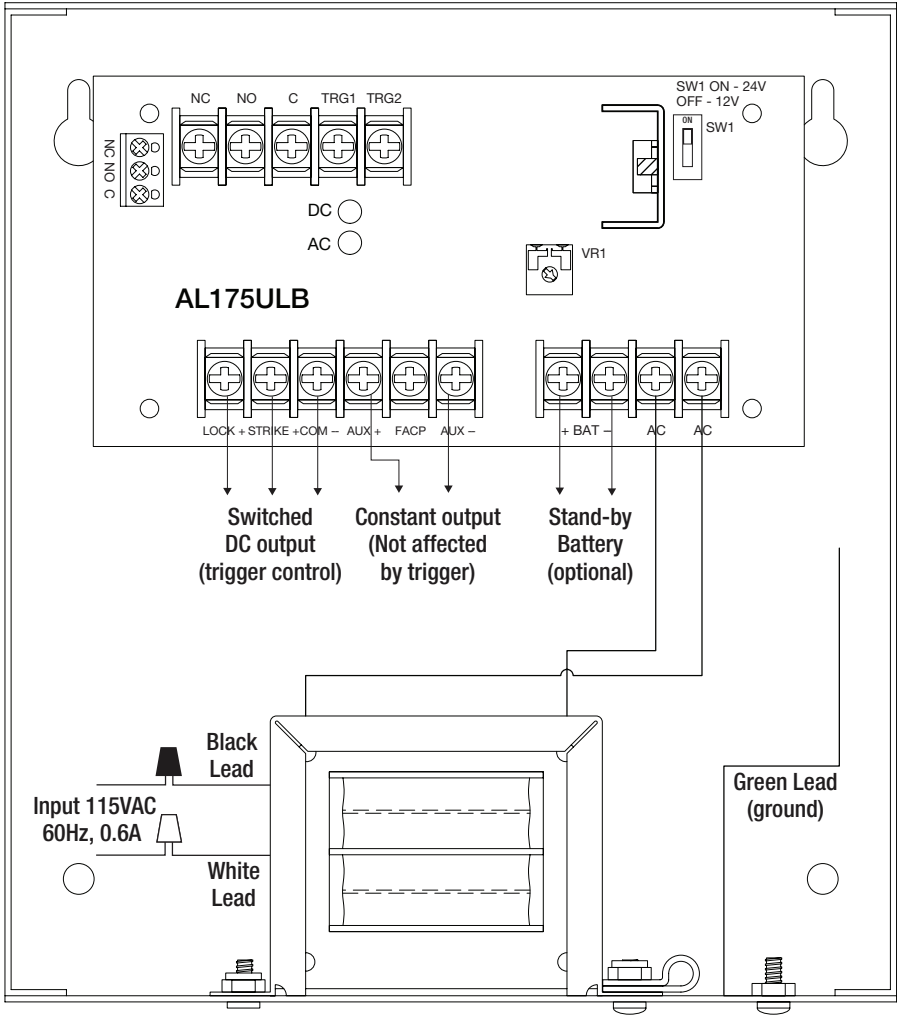 SW1 ON - 24V
OFF - 12V
NC NO C TRG1 TRG2
ON
SW1
NC NO C
DC
AC
VR1
AL175ULB
LOCK + STRIKE + COM – AUX + FACP AUX –
+ BAT – AC AC
Switched
DC output
(trigger control)
Constant output
(Not affected
by trigger)
Stand-by
Battery
(optional)
Black
Lead
Input 115VAC
60Hz, 0.6A
White
Lead
Green Lead
(ground)